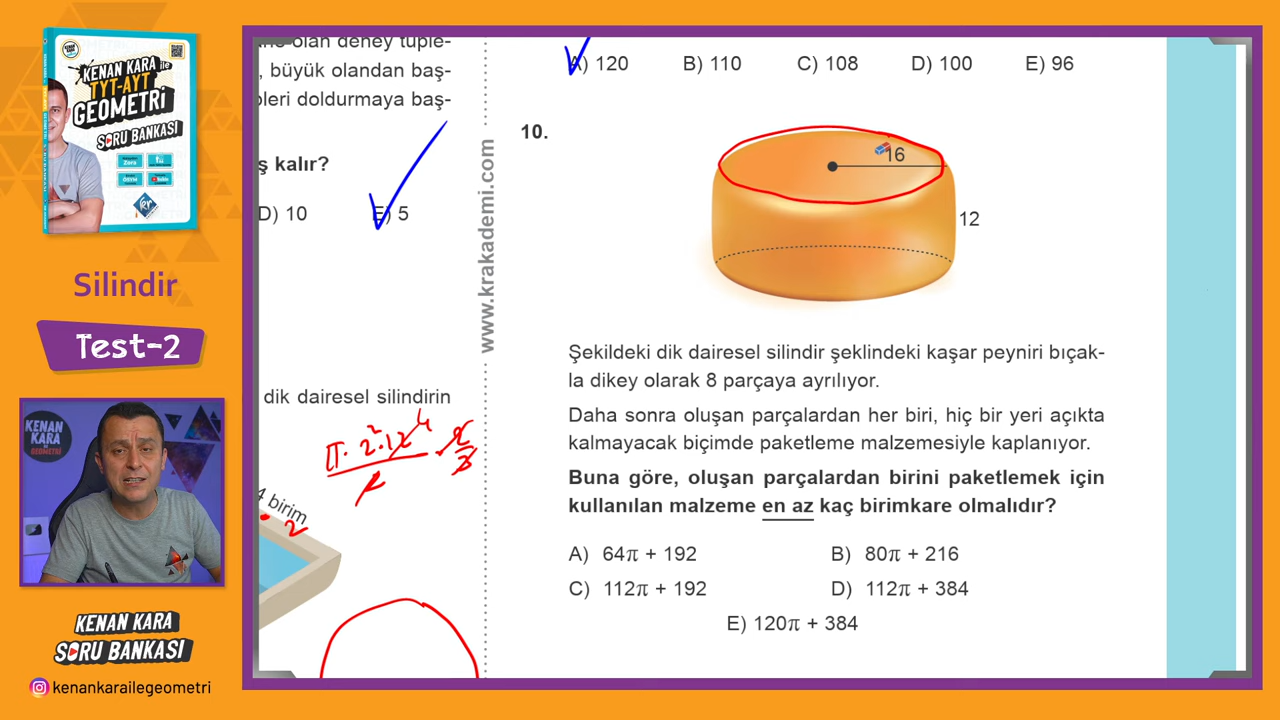 KENAN KARA ile
TYT-AYT
GEOMETRİ
SORU BANKASI
Silindir
Test-2
KENAN KARA
SORU BANKASI
kenankarailegeometri
olan deney tüple-
, büyük olandan baş-
pleri doldurmaya baş-
ş kalır?
D) 10 E) 5
dik dairesel silindirin
4 birim
2
www.krakademi.com
A) 120 B) 110 C) 108 D) 100 E) 96
10.
16
12
Şekildeki dik dairesel silindir şeklindeki kaşar peyniri bıçak-
la dikey olarak 8 parçaya ayrılıyor.
Daha sonra oluşan parçalardan her biri, hiç bir yeri açıkta
kalmayacak biçimde paketleme malzemesiyle kaplanıyor.
Buna göre, oluşan parçalardan birini paketlemek için
kullanılan malzeme en az kaç birimkare olmalıdır?
A) 64π + 192 B) 80π + 216
C) 112π + 192 D) 112π + 384
E) 120π + 384